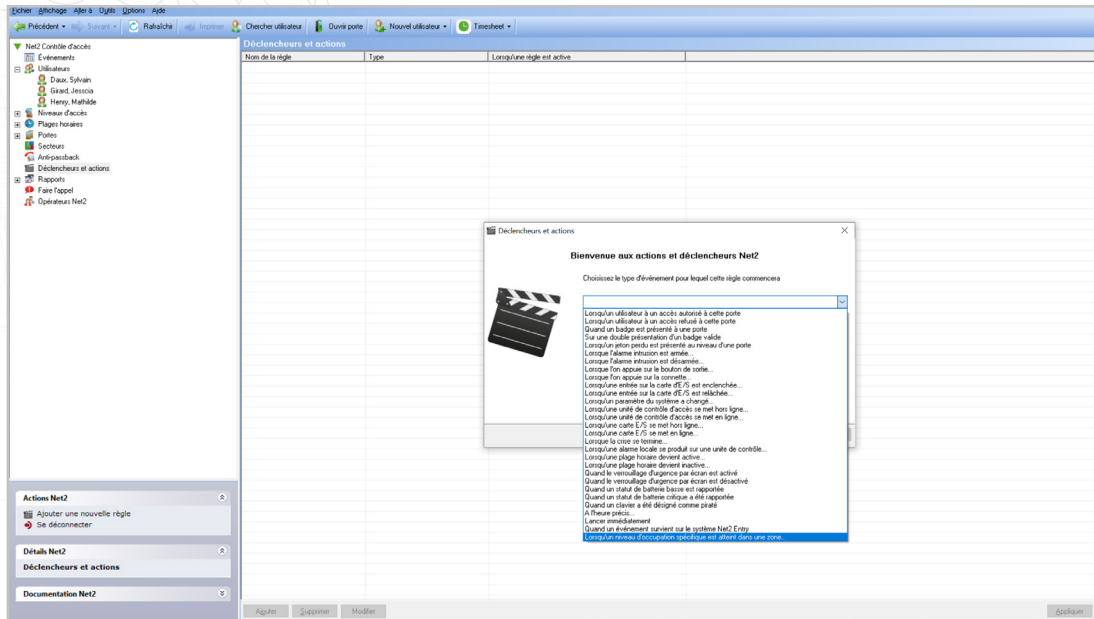 Fichier Affichage Aller à Outils Options Aide
Précédent Suivant Rafraîchir Imprimer Chercher utilisateur Ouvrir porte Nouvel utilisateur Timesheet
Net2 Contrôle d'accès
Événements
Utilisateurs
Daux, Sylvain
Girard, Jesscia
Henry, Mathilde
Niveaux d'accès
Plages horaires
Portes
Secteurs
Anti-passback
Déclencheurs et actions
Rapports
Faire l'appel
Opérateurs Net2
Actions Net2
Ajouter une nouvelle règle
Se déconnecter
Détails Net2
Déclencheurs et actions
Documentation Net2
Déclencheurs et actions
Nom de la règle Type Lorsqu'une règle est active
Déclencheurs et actions
Bienvenue aux actions et déclencheurs Net2
Choisissez le type d'événement pour lequel cette règle commencera
Lorsqu'un utilisateur à un accès autorisé à cette porte
Lorsqu'un utilisateur à un accès refusé à cette porte
Quand un badge est présenté à une porte
Sur une double présentation d'un badge valide
Lorsqu'un jeton perdu est présenté au niveau d'une porte
Lorsque l'alarme intrusion est armée...
Lorsque l'alarme intrusion est désarmée...
Lorsque l'on appuie sur le bouton de sortie...
Lorsque l'on appuie sur la sonnette...
Lorsqu'une entrée sur la carte d'E/S est enclenchée...
Lorsqu'une entrée sur la carte d'E/S est relâchée...
Lorsqu'un paramètre du système a changé...
Lorsqu'une unité de contrôle d'accès se met hors ligne...
Lorsqu'une unité de contrôle d'accès se met en ligne...
Lorsqu'une carte E/S se met hors ligne...
Lorsqu'une carte E/S se met en ligne...
Lorsque la crise se termine...
Lorsqu'une alarme locale se produit sur une unite de contrôle...
Lorsqu'une plage horaire devient active...
Lorsqu'une plage horaire devient inactive...
Quand le verrouillage d'urgence par écran est activé
Quand le verrouillage d'urgence par écran est désactivé
Quand un statut de batterie basse est rapportée
Quand un statut de batterie critique a été rapportée
Quand un clavier a été désigné comme piraté
A l'heure précis...
Lancer immédiatement
Quand un événement survient sur le système Net2 Entry
Lorsqu'un niveau d'occupation spécifique est atteint dans une zone.
Ajouter Supprimer Modifier Appliquer